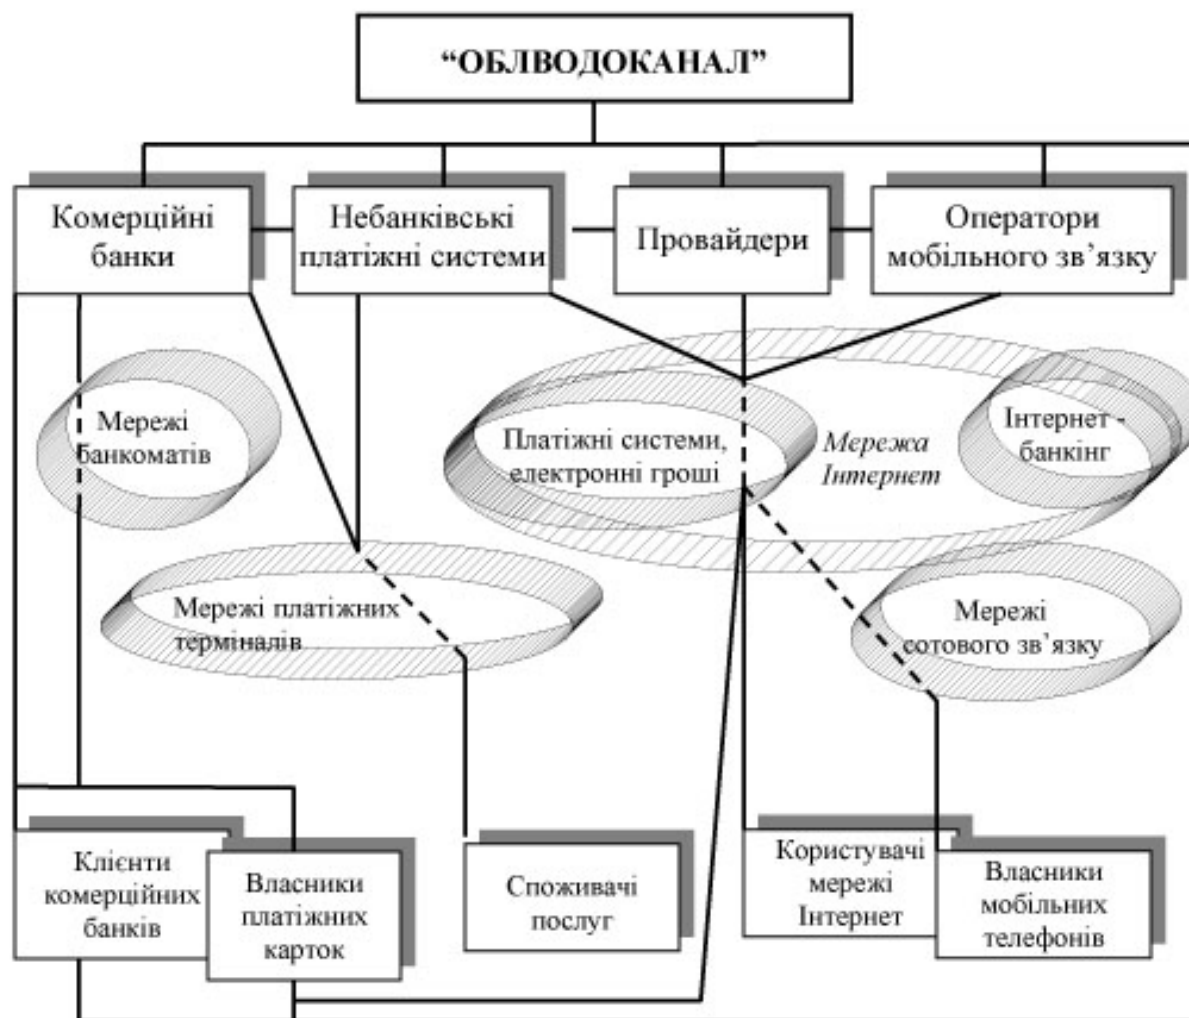 “ОБЛВОДОКАНАЛ”
Комерційні
банки
Небанківські
платіжні системи
Провайдери
Оператори
мобільного зв’язку
Мережі
банкоматів
Платіжні системи,
електронні гроші
Мережа
Інтернет
Інтернет -
банкінг
Мережі платіжних
терміналів
Мережі
сотового зв’язку
Клієнти
комерційних
банків
Власники
платіжних
карток
Споживачі
послуг
Користувачі
мережі
Інтернет
Власники
мобільних
телефонів